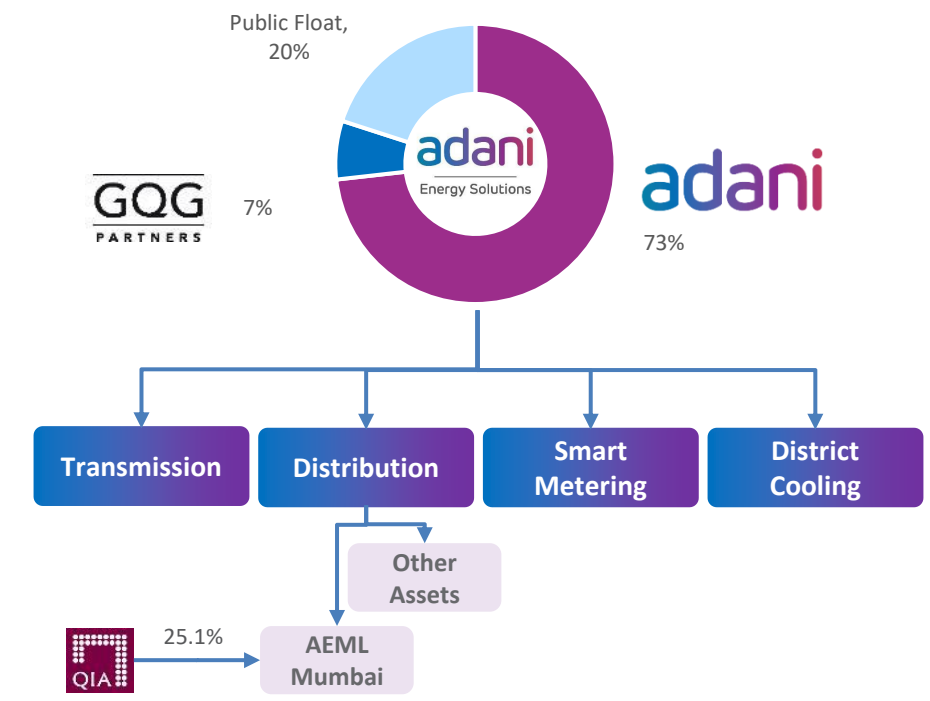 Public Float,
20%
adani
Energy Solutions
GQG
PARTNERS
7%
adani
73%
Transmission
Distribution
Smart
Metering
District
Cooling
Other
Assets
25.1%
QIA
AEML
Mumbai